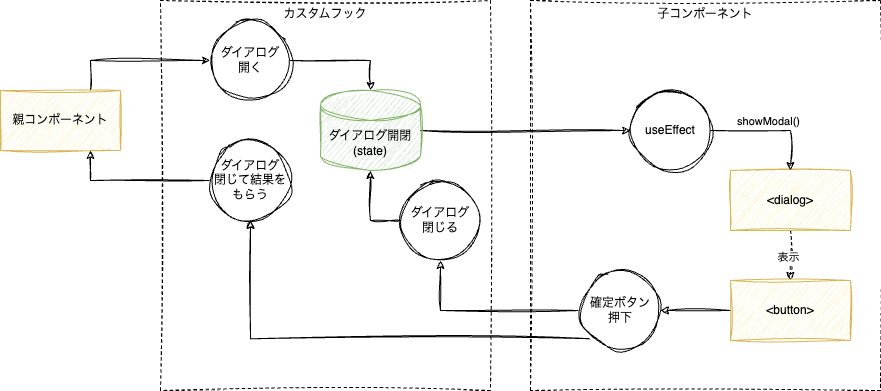 カスタムフック
子コンポーネント
ダイアログ
開く
親コンポーネント
ダイアログ開閉
(state)
useEffect
showModal()
ダイアログ
閉じて結果を
もらう
ダイアログ
閉じる
<dialog>
表示
確定ボタン
押下
<button>